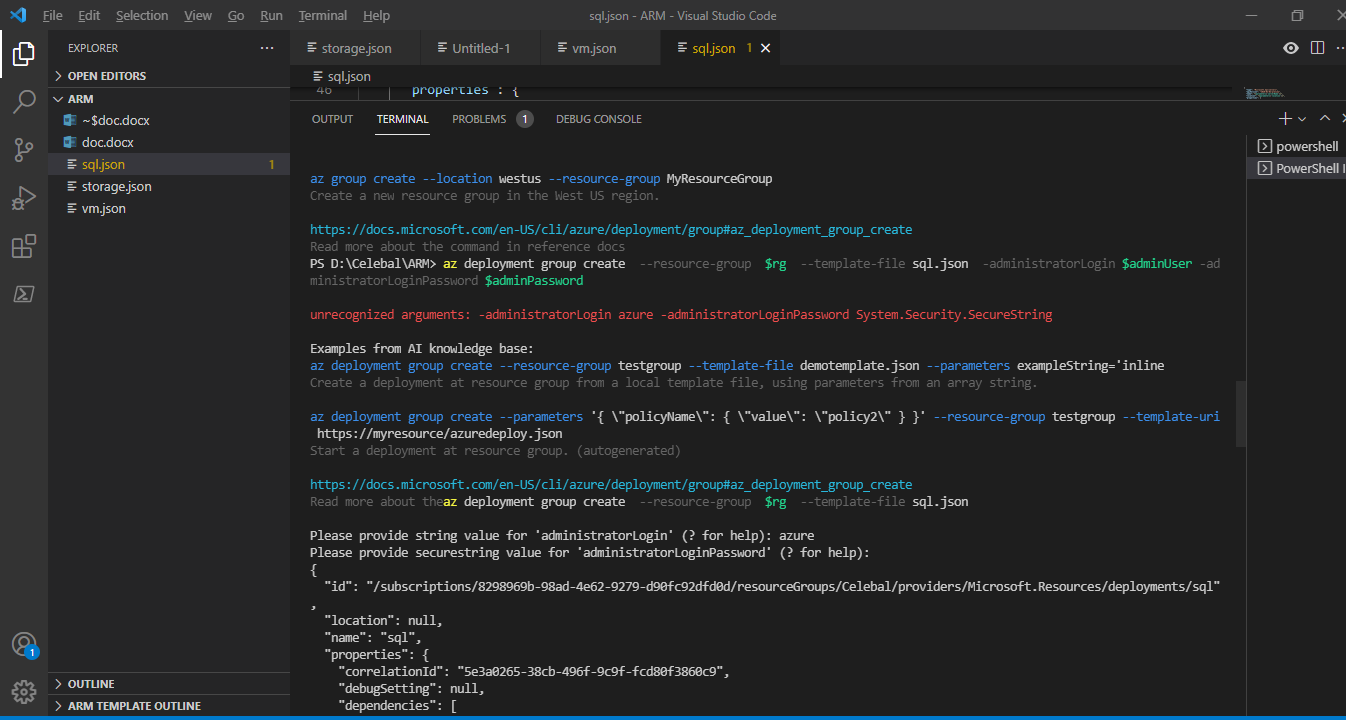 File Edit Selection View Go Run Terminal Help sql.json - ARM - Visual Studio Code
EXPLORER
OPEN EDITORS
ARM
~$doc.docx
doc.docx
sql.json 1
storage.json
vm.json
OUTLINE
ARM TEMPLATE OUTLINE
1
storage.json Untitled-1 vm.json sql.json 1
sql.json
46 properties : {
OUTPUT TERMINAL PROBLEMS 1 DEBUG CONSOLE
az group create --location westus --resource-group MyResourceGroup
Create a new resource group in the West US region.
https://docs.microsoft.com/en-US/cli/azure/deployment/group#az_deployment_group_create
Read more about the command in reference docs
PS D:\Celebal\ARM> az deployment group create --resource-group $rg --template-file sql.json -administratorLogin $adminUser -ad
ministratorLoginPassword $adminPassword
unrecognized arguments: -administratorLogin azure -administratorLoginPassword System.Security.SecureString
Examples from AI knowledge base:
az deployment group create --resource-group testgroup --template-file demotemplate.json --parameters exampleString='inline
Create a deployment at resource group from a local template file, using parameters from an array string.
az deployment group create --parameters '{ \"policyName\": { \"value\": \"policy2\" } }' --resource-group testgroup --template-uri
https://myresource/azuredeploy.json
Start a deployment at resource group. (autogenerated)
https://docs.microsoft.com/en-US/cli/azure/deployment/group#az_deployment_group_create
Read more about theaz deployment group create --resource-group $rg --template-file sql.json
Please provide string value for 'administratorLogin' (? for help): azure
Please provide securestring value for 'administratorLoginPassword' (? for help):
{
"id": "/subscriptions/8298969b-98ad-4e62-9279-d90fc92dfd0d/resourceGroups/Celebal/providers/Microsoft.Resources/deployments/sql"
,
"location": null,
"name": "sql",
"properties": {
"correlationId": "5e3a0265-38cb-496f-9c9f-fcd80f3860c9",
"debugSetting": null,
"dependencies": [
powershell
PowerShell I